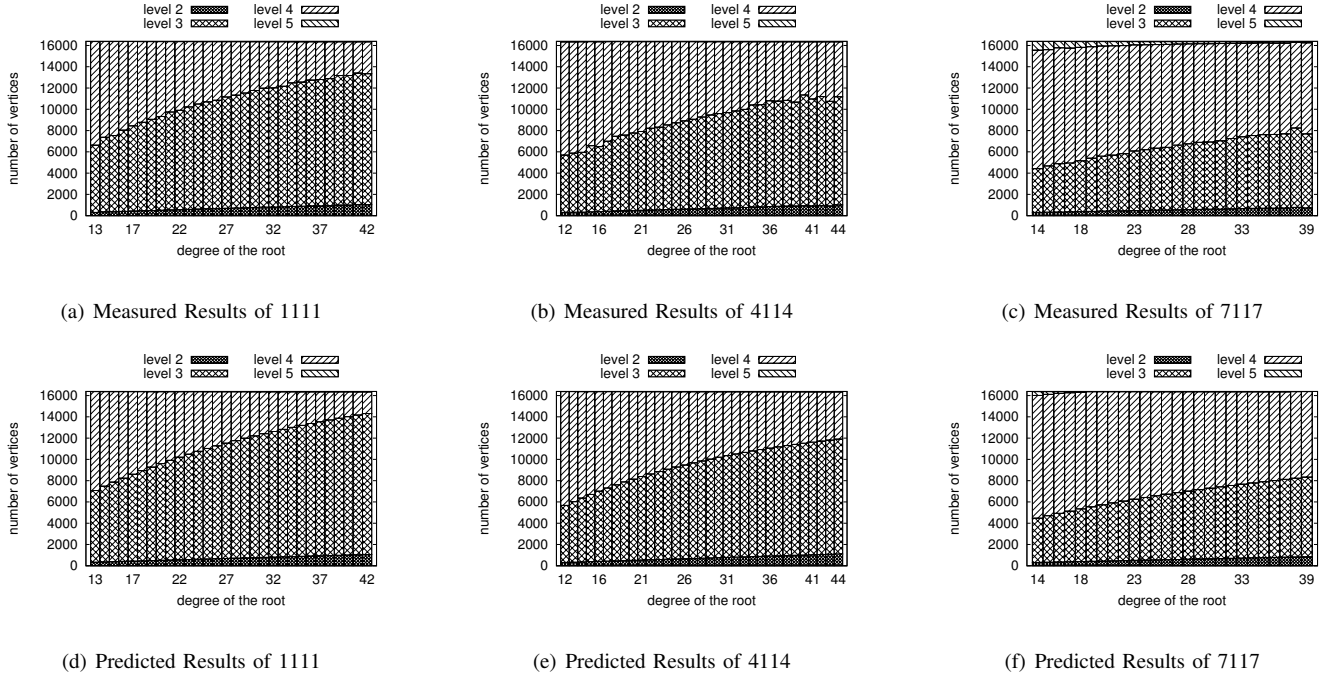 level 2 level 4
level 3 level 5
16000
14000
12000
10000
8000
6000
4000
2000
0
number of vertices
13 17 22 27 32 37 42
degree of the root
(a) Measured Results of 1111
level 2 level 4
level 3 level 5
16000
14000
12000
10000
8000
6000
4000
2000
0
number of vertices
12 16 21 26 31 36 41 44
degree of the root
(b) Measured Results of 4114
level 2 level 4
level 3 level 5
16000
14000
12000
10000
8000
6000
4000
2000
0
number of vertices
14 18 23 28 33 39
degree of the root
(c) Measured Results of 7117
level 2 level 4
level 3 level 5
16000
14000
12000
10000
8000
6000
4000
2000
0
number of vertices
13 17 22 27 32 37 42
degree of the root
(d) Predicted Results of 1111
level 2 level 4
level 3 level 5
16000
14000
12000
10000
8000
6000
4000
2000
0
number of vertices
12 16 21 26 31 36 41 44
degree of the root
(e) Predicted Results of 4114
level 2 level 4
level 3 level 5
16000
14000
12000
10000
8000
6000
4000
2000
0
number of vertices
14 18 23 28 33 39
degree of the root
(f) Predicted Results of 7117